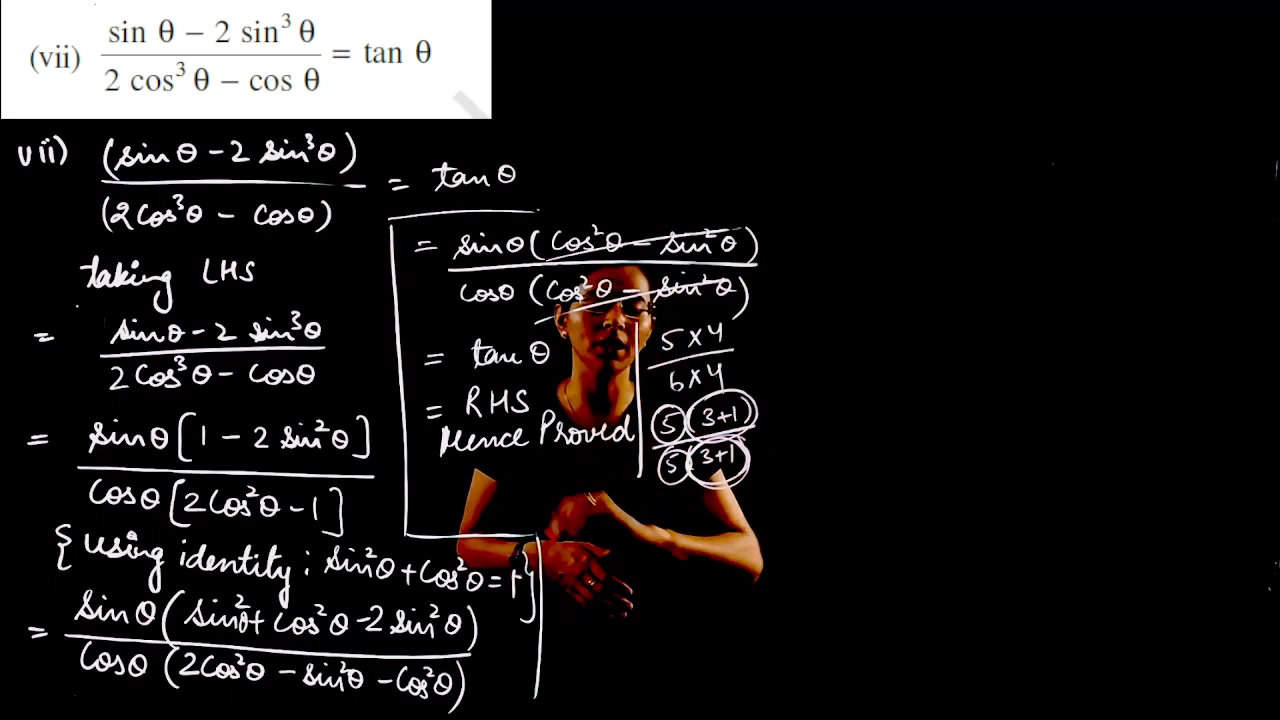 (vii) (sin θ – 2 sin³ θ)/(2 cos³ θ – cos θ) = tan θ
vii) (sinθ - 2 sin³θ)/(2cos³θ - cosθ) = tanθ
taking LHS
= (sinθ - 2 sin³θ)/(2cos³θ - cosθ)
= sinθ[1 - 2 sin²θ]/cosθ[2cos²θ - 1]
{using identity: sin²θ + cos²θ = 1}
= sinθ(sin²θ + cos²θ - 2 sin²θ)/cosθ(2cos²θ - sin²θ - cos²θ)
= sinθ(cos²θ - sin²θ)/cosθ(cos²θ - sin²θ)
= tanθ
= RHS
Hence Proved
5 × 4/6 × 4
5(3+1)/5(3+1)